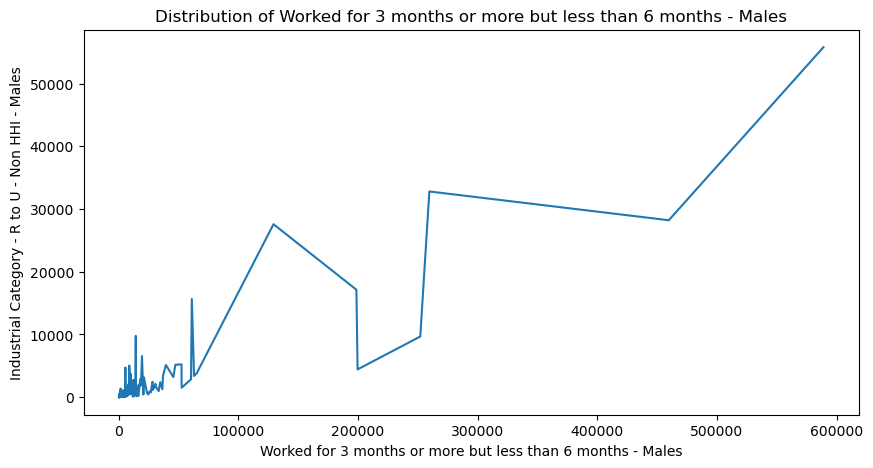 Distribution of Worked for 3 months or more but less than 6 months - Males
Industrial Category - R to U - Non HHI - Males
50000
40000
30000
20000
10000
0
0 100000 200000 300000 400000 500000 600000
Worked for 3 months or more but less than 6 months - Males